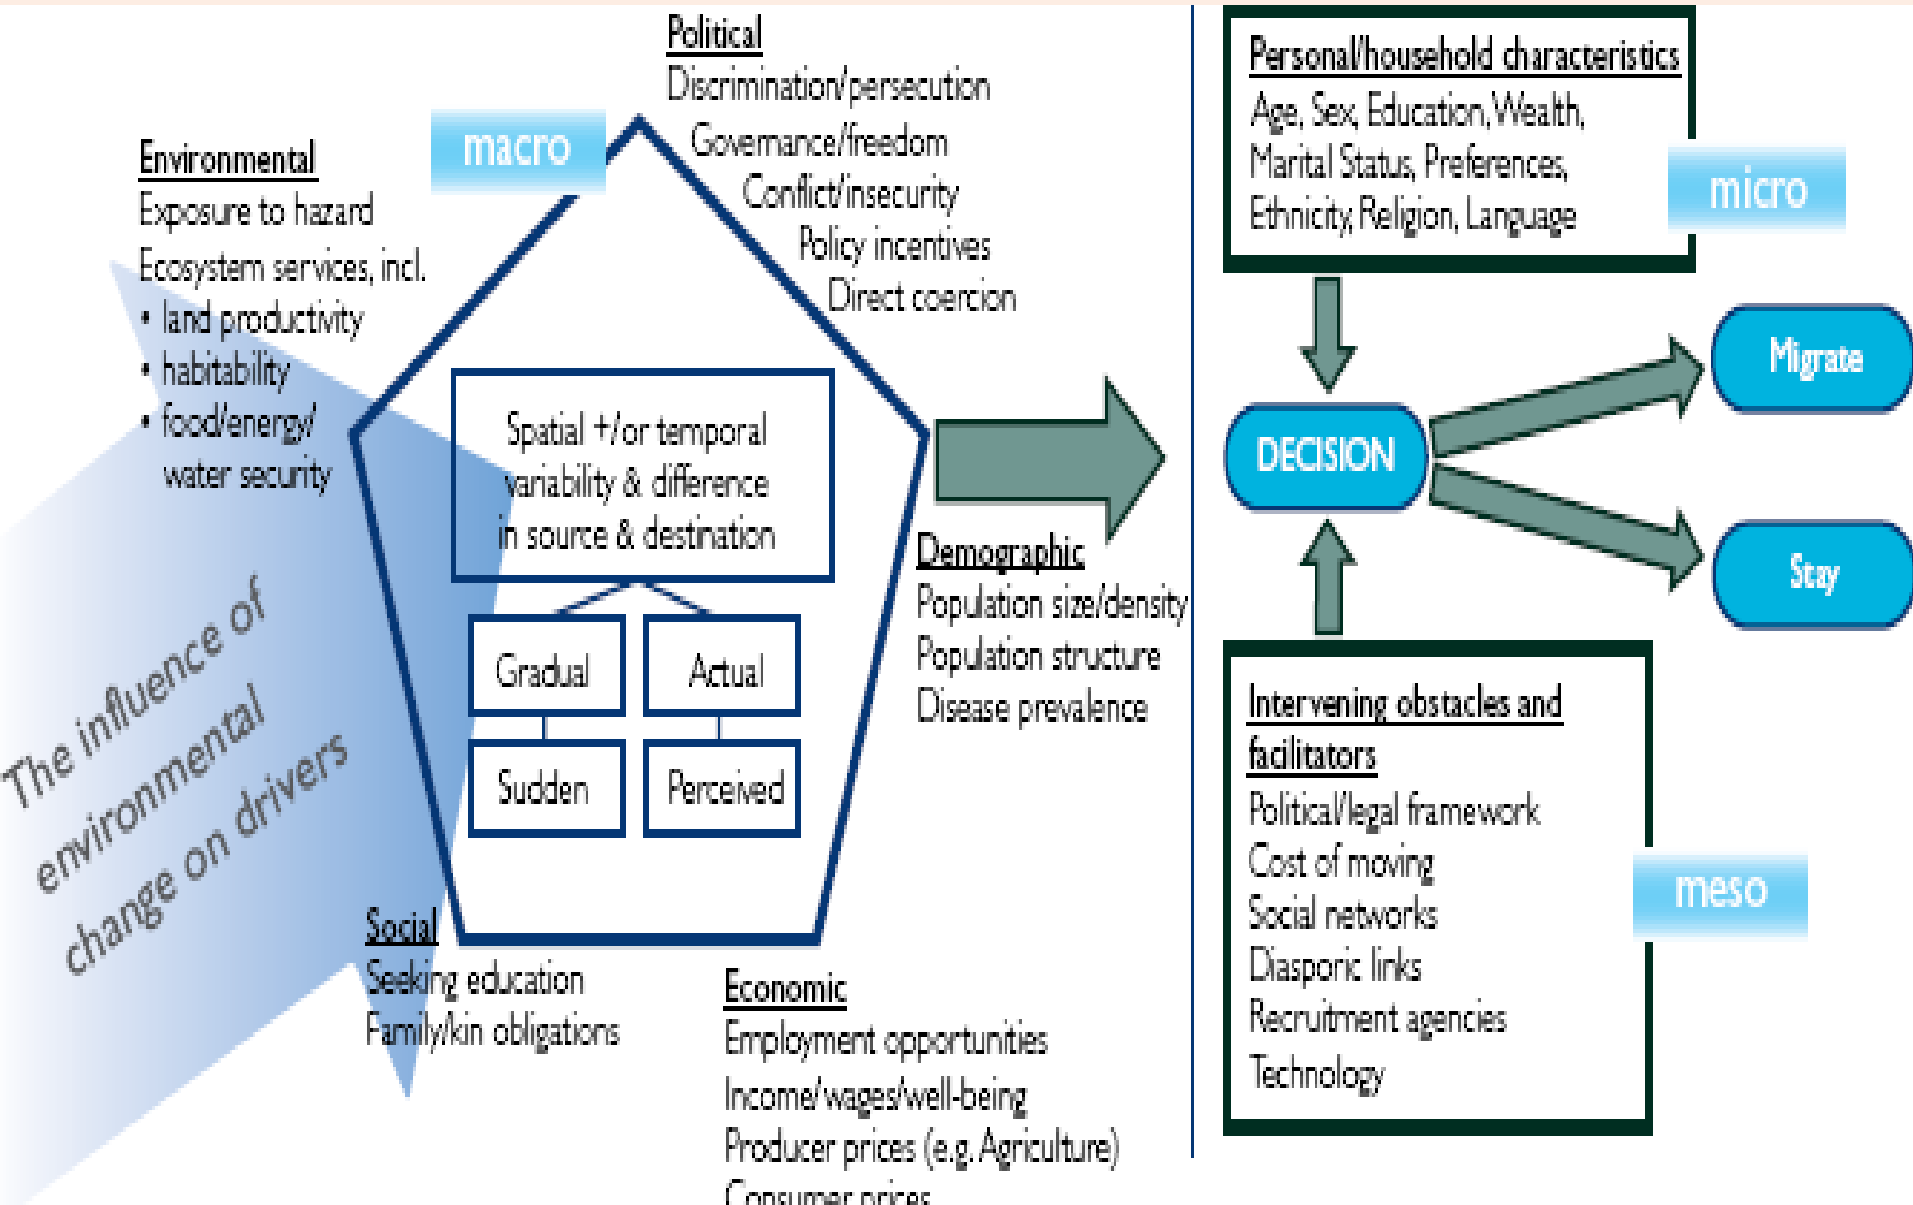 Political
Discrimination/persecution
Governance/freedom
Conflict/insecurity
Policy incentives
Direct coercion
macro
Environmental
Exposure to hazard
Ecosystem services, incl.
• land productivity
• habitability
• food/energy/
water security
Spatial +/or temporal
variability & difference
in source & destination
Gradual
Actual
Sudden
Perceived
The influence of
environmental
change on drivers
Demographic
Population size/density
Population structure
Disease prevalence
Social
Seeking education
Family/kin obligations
Economic
Employment opportunities
Income/wages/well-being
Producer prices (e.g. Agriculture)
Consumer prices
Personal/household characteristics
Age, Sex, Education, Wealth,
Marital Status, Preferences,
Ethnicity, Religion, Language
micro
DECISION
Migrate
Stay
Intervening obstacles and
facilitators
Political/legal framework
Cost of moving
Social networks
Diasporic links
Recruitment agencies
Technology
meso